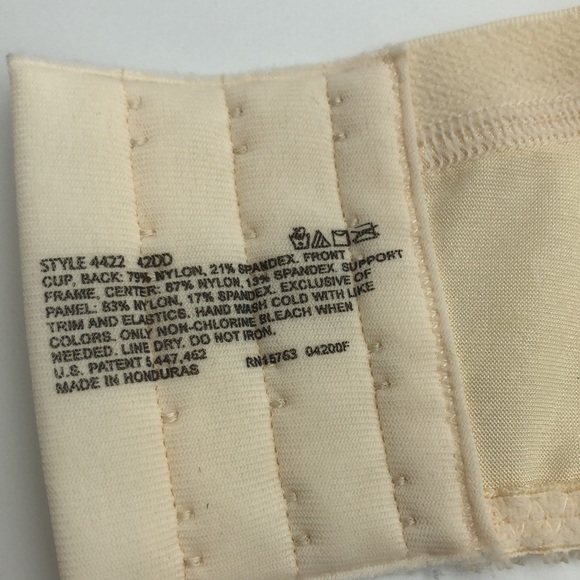 STYLE 4422 42DD
CUP, BACK: 79% NYLON, 21% SPANDEX. FRONT
FRAME, CENTER: 87% NYLON, 13% SPANDEX. SUPPORT
PANEL: 83% NYLON, 17% SPANDEX. EXCLUSIVE OF
TRIM AND ELASTICS. HAND WASH COLD WITH LIKE
COLORS. ONLY NON-CHLORINE BLEACH WHEN
NEEDED. LINE DRY. DO NOT IRON.
U.S. PATENT 5,447,462
MADE IN HONDURAS RN15763 04200F